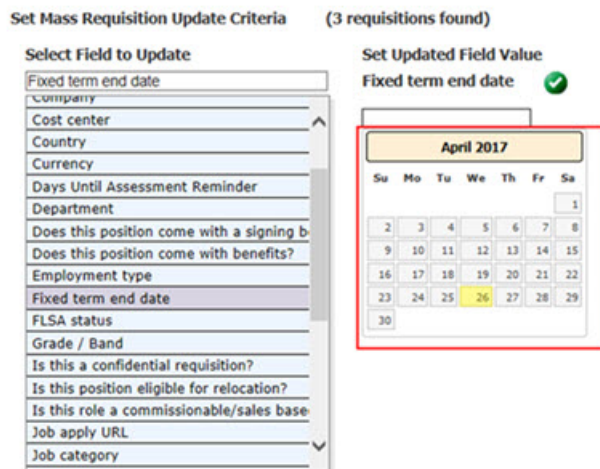 Set Mass Requisition Update Criteria (3 requisitions found)
Select Field to Update
Fixed term end date
Company
Cost center
Country
Currency
Days Until Assessment Reminder
Department
Does this position come with a signing b
Does this position come with benefits?
Employment type
Fixed term end date
FLSA status
Grade / Band
Is this a confidential requisition?
Is this position eligible for relocation?
Is this role a commissionable/sales base
Job apply URL
Job category
Set Updated Field Value
Fixed term end date
April 2017
Su Mo Tu We Th Fr Sa
1
2 3 4 5 6 7 8
9 10 11 12 13 14 15
16 17 18 19 20 21 22
23 24 25 26 27 28 29
30